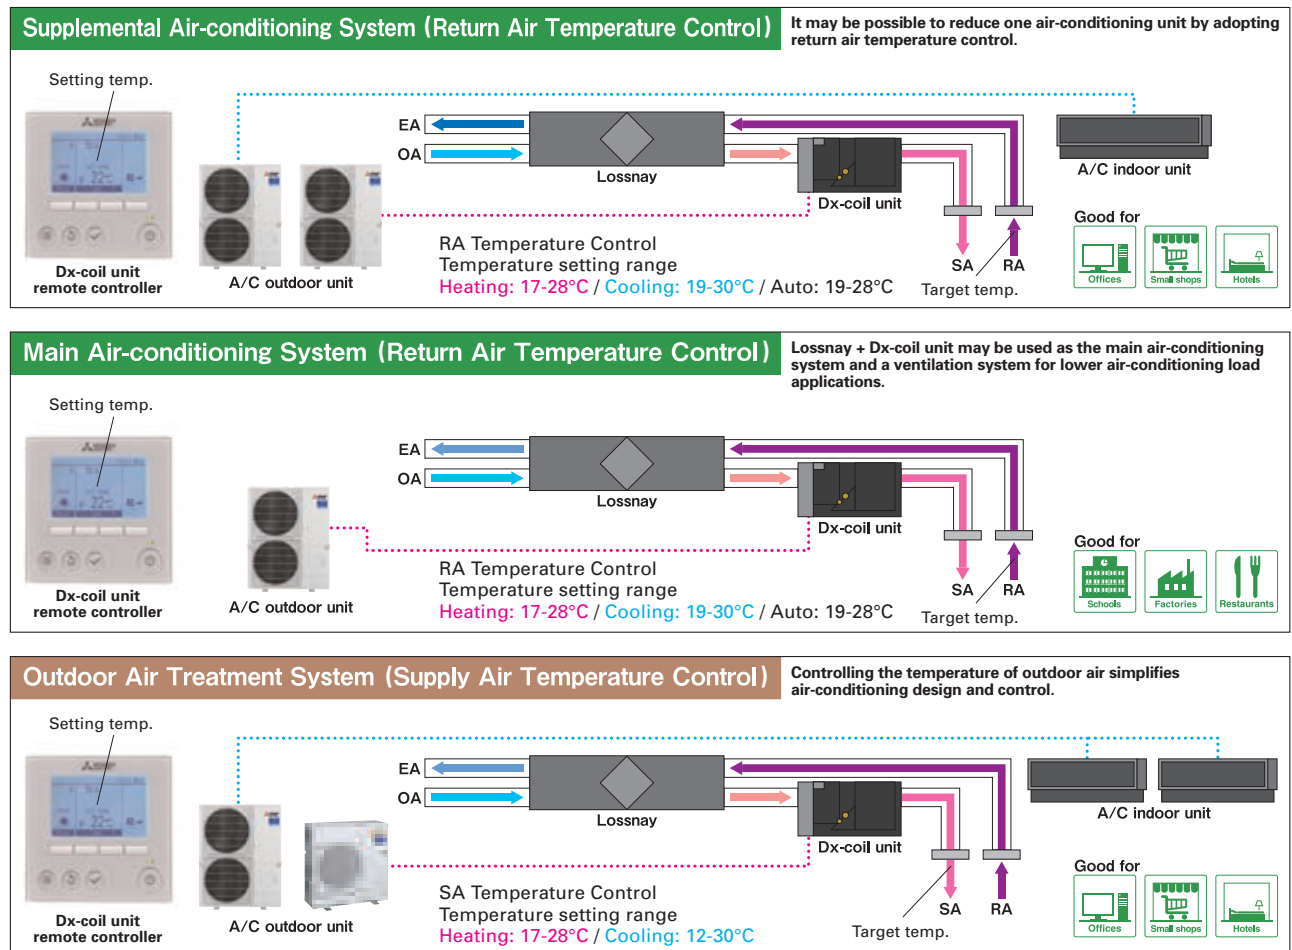 Supplemental Air-conditioning System (Return Air Temperature Control)
It may be possible to reduce one air-conditioning unit by adopting
return air temperature control.
Setting temp.
22°C
Dx-coil unit
remote controller
A/C outdoor unit
EA
OA
Lossnay
Dx-coil unit
SA
RA
Target temp.
A/C indoor unit
RA Temperature Control
Temperature setting range
Heating: 17-28°C / Cooling: 19-30°C / Auto: 19-28°C
Good for
Offices
Small shops
Hotels
Main Air-conditioning System (Return Air Temperature Control)
Lossnay + Dx-coil unit may be used as the main air-conditioning
system and a ventilation system for lower air-conditioning load
applications.
Setting temp.
22°C
Dx-coil unit
remote controller
A/C outdoor unit
EA
OA
Lossnay
Dx-coil unit
SA
RA
Target temp.
RA Temperature Control
Temperature setting range
Heating: 17-28°C / Cooling: 19-30°C / Auto: 19-28°C
Good for
Schools
Factories
Restaurants
Outdoor Air Treatment System (Supply Air Temperature Control)
Controlling the temperature of outdoor air simplifies
air-conditioning design and control.
Setting temp.
22°C
Dx-coil unit
remote controller
A/C outdoor unit
EA
OA
Lossnay
Dx-coil unit
SA
RA
Target temp.
A/C indoor unit
SA Temperature Control
Temperature setting range
Heating: 17-28°C / Cooling: 12-30°C
Good for
Offices
Small shops
Hotels